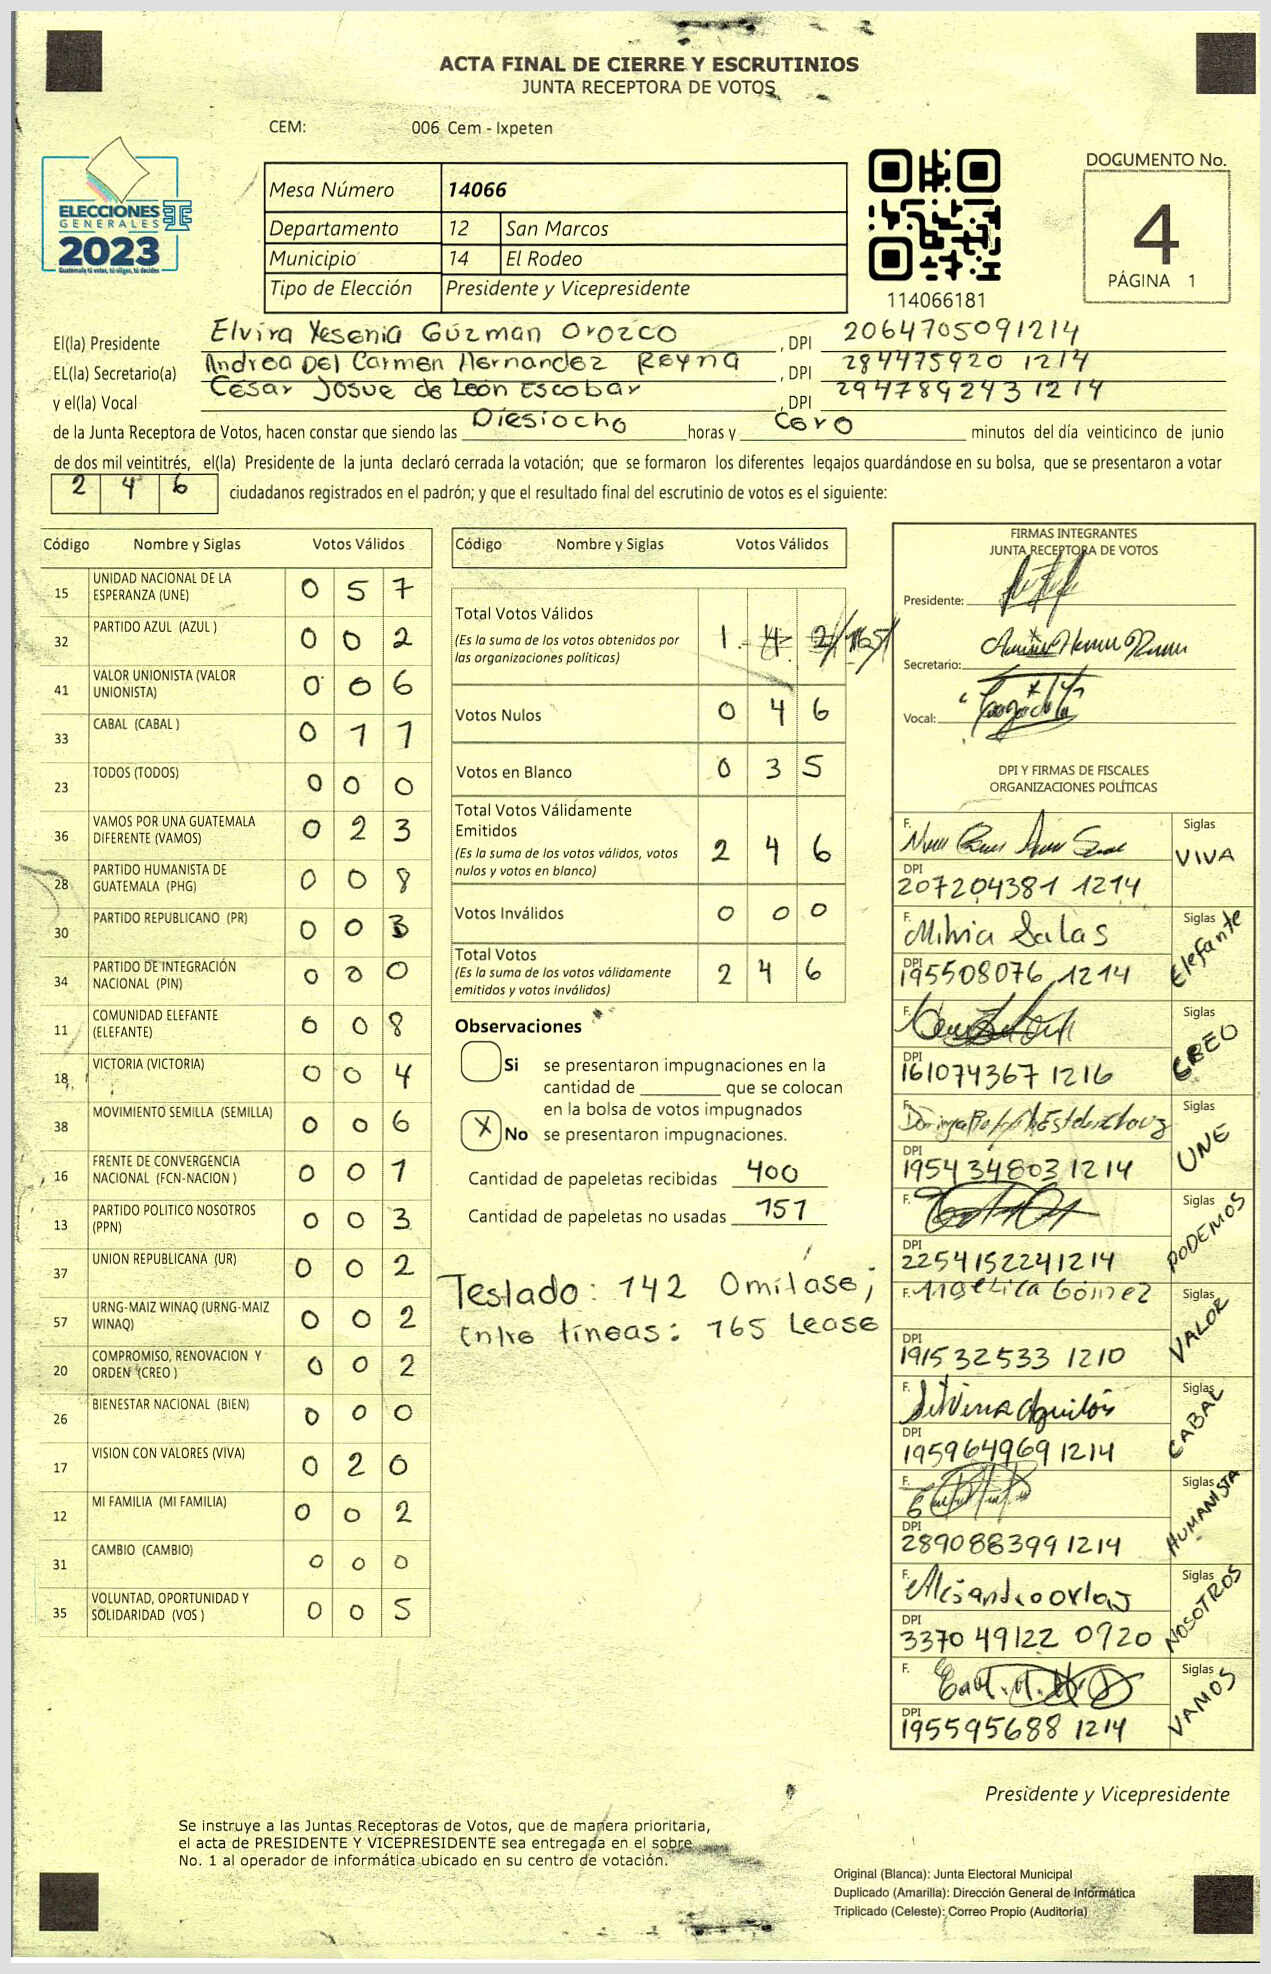 ACTA FINAL DE CIERRE Y ESCRUTINIOS
JUNTA RECEPTORA DE VOTOS
CEM: 006 Cem - Ixpeten
ELECCIONES
GENERALES
2023
Guatemala tú votas, tú eliges, tú decides
Mesa Número 14066
Departamento 12 San Marcos
Municipio 14 El Rodeo
Tipo de Elección Presidente y Vicepresidente
114066181
DOCUMENTO No.
4
PÁGINA 1
El(la) Presidente Elvira Yesenia Guzman Orozco , DPI 2064705091214
EL(la) Secretario(a) Andrea Del Carmen Hernandez Reyna , DPI 284475920 1214
y el(la) Vocal César Josue de León Escobar , DPI 294789243 1214
de la Junta Receptora de Votos, hacen constar que siendo las Diesiocho horas y Cero minutos del día veinticinco de junio
de dos mil veintitrés, el(la) Presidente de la junta declaró cerrada la votación; que se formaron los diferentes legajos guardándose en su bolsa, que se presentaron a votar
2 4 6 ciudadanos registrados en el padrón; y que el resultado final del escrutinio de votos es el siguiente:
Código Nombre y Siglas Votos Válidos
15 UNIDAD NACIONAL DE LA ESPERANZA (UNE) 0 5 7
32 PARTIDO AZUL (AZUL ) 0 0 2
41 VALOR UNIONISTA (VALOR UNIONISTA) 0 0 6
33 CABAL (CABAL ) 0 1 1
23 TODOS (TODOS) 0 0 0
36 VAMOS POR UNA GUATEMALA DIFERENTE (VAMOS) 0 2 3
28 PARTIDO HUMANISTA DE GUATEMALA (PHG) 0 0 8
30 PARTIDO REPUBLICANO (PR) 0 0 3
34 PARTIDO DE INTEGRACIÓN NACIONAL (PIN) 0 0 0
11 COMUNIDAD ELEFANTE (ELEFANTE) 0 0 8
18 VICTORIA (VICTORIA) 0 0 4
38 MOVIMIENTO SEMILLA (SEMILLA) 0 0 6
16 FRENTE DE CONVERGENCIA NACIONAL (FCN-NACION ) 0 0 1
13 PARTIDO POLITICO NOSOTROS (PPN) 0 0 3
37 UNION REPUBLICANA (UR) 0 0 2
57 URNG-MAIZ WINAQ (URNG-MAIZ WINAQ) 0 0 2
20 COMPROMISO, RENOVACION Y ORDEN (CREO ) 0 0 2
26 BIENESTAR NACIONAL (BIEN) 0 0 0
17 VISION CON VALORES (VIVA) 0 2 0
12 MI FAMILIA (MI FAMILIA) 0 0 2
31 CAMBIO (CAMBIO) 0 0 0
35 VOLUNTAD, OPORTUNIDAD Y SOLIDARIDAD (VOS ) 0 0 5
Código Nombre y Siglas Votos Válidos
Total Votos Válidos 1 4 2/165/
(Es la suma de los votos obtenidos por
las organizaciones politicas)
Votos Nulos 0 4 6
Votos en Blanco 0 3 5
Total Votos Válidamente
Emitidos 2 4 6
(Es la suma de los votos válidos, votos
nulos y votos en blanco)
Votos Inválidos 0 0 0
Total Votos 2 4 6
(Es la suma de los votos válidamente
emitidos y votos inválidos)
Observaciones
Si se presentaron impugnaciones en la
cantidad de ________ que se colocan
en la bolsa de votos impugnados
X No se presentaron impugnaciones.
Cantidad de papeletas recibidas 400
Cantidad de papeletas no usadas 151
Testado: 142 Omítase;
Entre líneas: 165 Lease
FIRMAS INTEGRANTES
JUNTA RECEPTORA DE VOTOS
Presidente:
Secretario:
Vocal:
DPI Y FIRMAS DE FISCALES
ORGANIZACIONES POLÍTICAS
F. Siglas VIVA
DPI 207204381 1214
F. Milvia Salas Siglas Elefante
DPI 195508076 1214
F. Siglas CREO
DPI 161074367 1216
F. Siglas UNE
DPI 195434803 1214
F. Siglas PODEMOS
DPI 2254152241214
F. Angelica Gómez Siglas VALOR
DPI 191532533 1210
F. Siglas CABAL
DPI 195964969 1214
F. Siglas HUMANISTA
DPI 289088399 1214
F. Siglas NOSOTROS
DPI 3370 49122 0920
F. Siglas VAMOS
DPI 195595688 1214
Presidente y Vicepresidente
Se instruye a las Juntas Receptoras de Votos, que de manera prioritaria,
el acta de PRESIDENTE Y VICEPRESIDENTE sea entregada en el sobre
No. 1 al operador de informática ubicado en su centro de votación.
Original (Blanca): Junta Electoral Municipal
Duplicado (Amarilla): Dirección General de Informática
Triplicado (Celeste): Correo Propio (Auditoría)